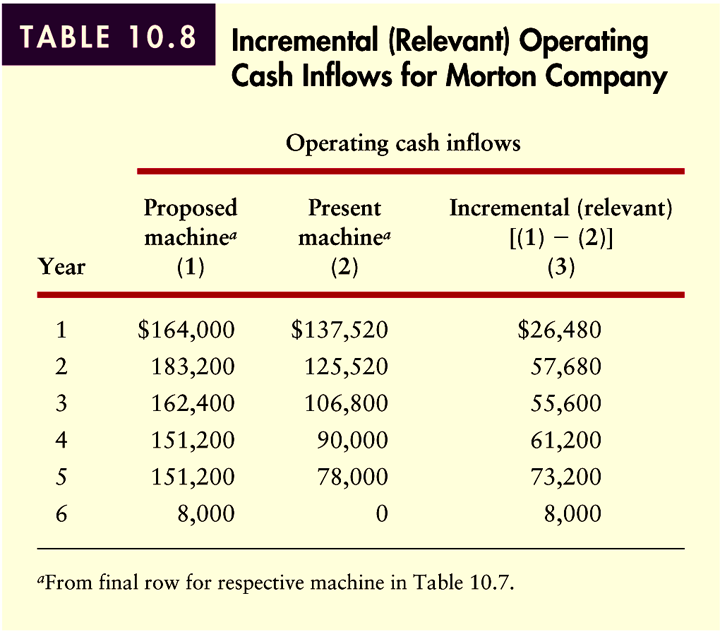 TABLE 10.8
Incremental (Relevant) Operating
Cash Inflows for Morton Company
Operating cash inflows
Proposed Present Incremental (relevant)
machineᵃ machineᵃ [(1) − (2)]
Year (1) (2) (3)
1 $164,000 $137,520 $26,480
2 183,200 125,520 57,680
3 162,400 106,800 55,600
4 151,200 90,000 61,200
5 151,200 78,000 73,200
6 8,000 0 8,000
ᵃFrom final row for respective machine in Table 10.7.